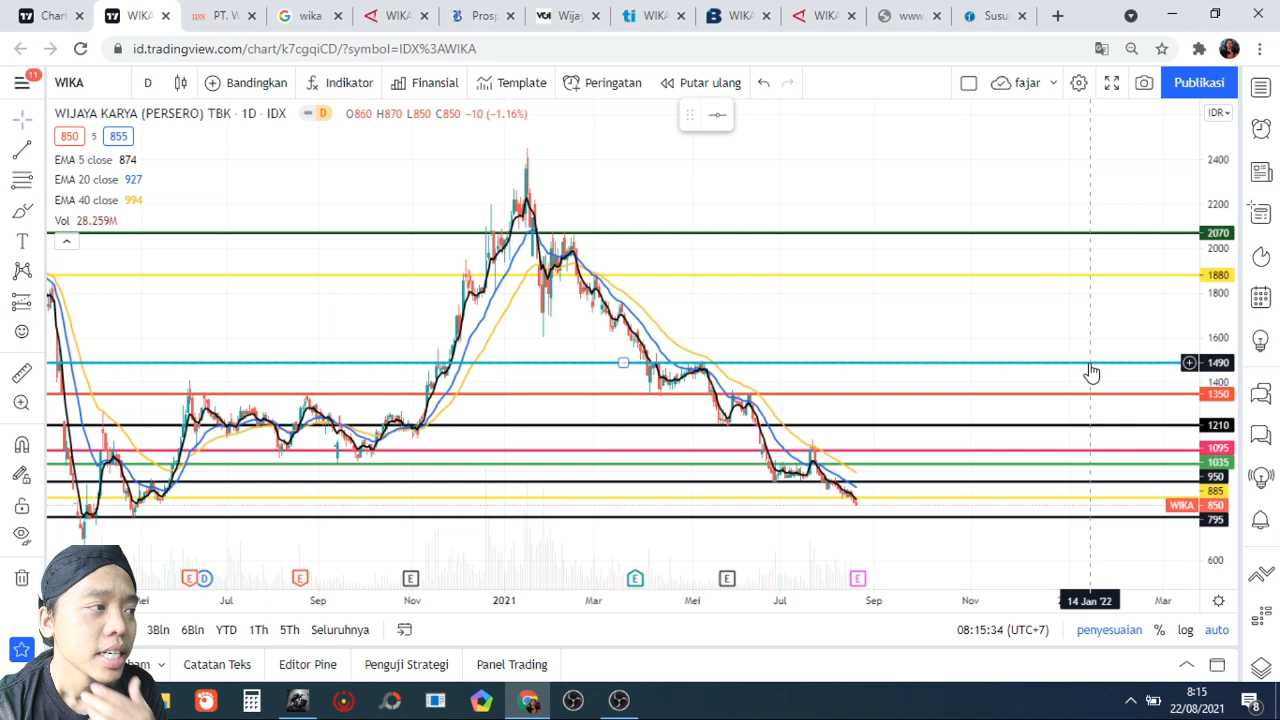 Chart
WIKA
PT. W
wika
WIKA
Prosp
VOI
Wijay
WIKA
WIKA
WIKA
www
Susu
id.tradingview.com/chart/k7cgqiCD/?symbol=IDX%3AWIKA
11
WIKA
D
Bandingkan
Indikator
Finansial
Template
Peringatan
Putar ulang
fajar
Publikasi
WIJAYA KARYA (PERSERO) TBK · 1D · IDX
D
O860 H870 L850 C850 −10 (−1.16%)
IDR
850
5
855
EMA 5 close 874
EMA 20 close 927
EMA 40 close 994
Vol 28.259M
2400
2200
2070
2000
1880
1800
1600
1490
1400
1350
1210
1095
1035
950
885
WIKA 850
795
600
E
D
E
E
E
E
E
Mei
Jul
Sep
Nov
2021
Mar
Mei
Jul
Sep
Nov
14 Jan '22
Mar
3Bln
6Bln
YTD
1Th
5Th
Seluruhnya
08:15:34 (UTC+7)
penyesuaian
%
log
auto
Catatan Teks
Editor Pine
Penguji Strategi
Panel Trading
8:15
22/08/2021
8